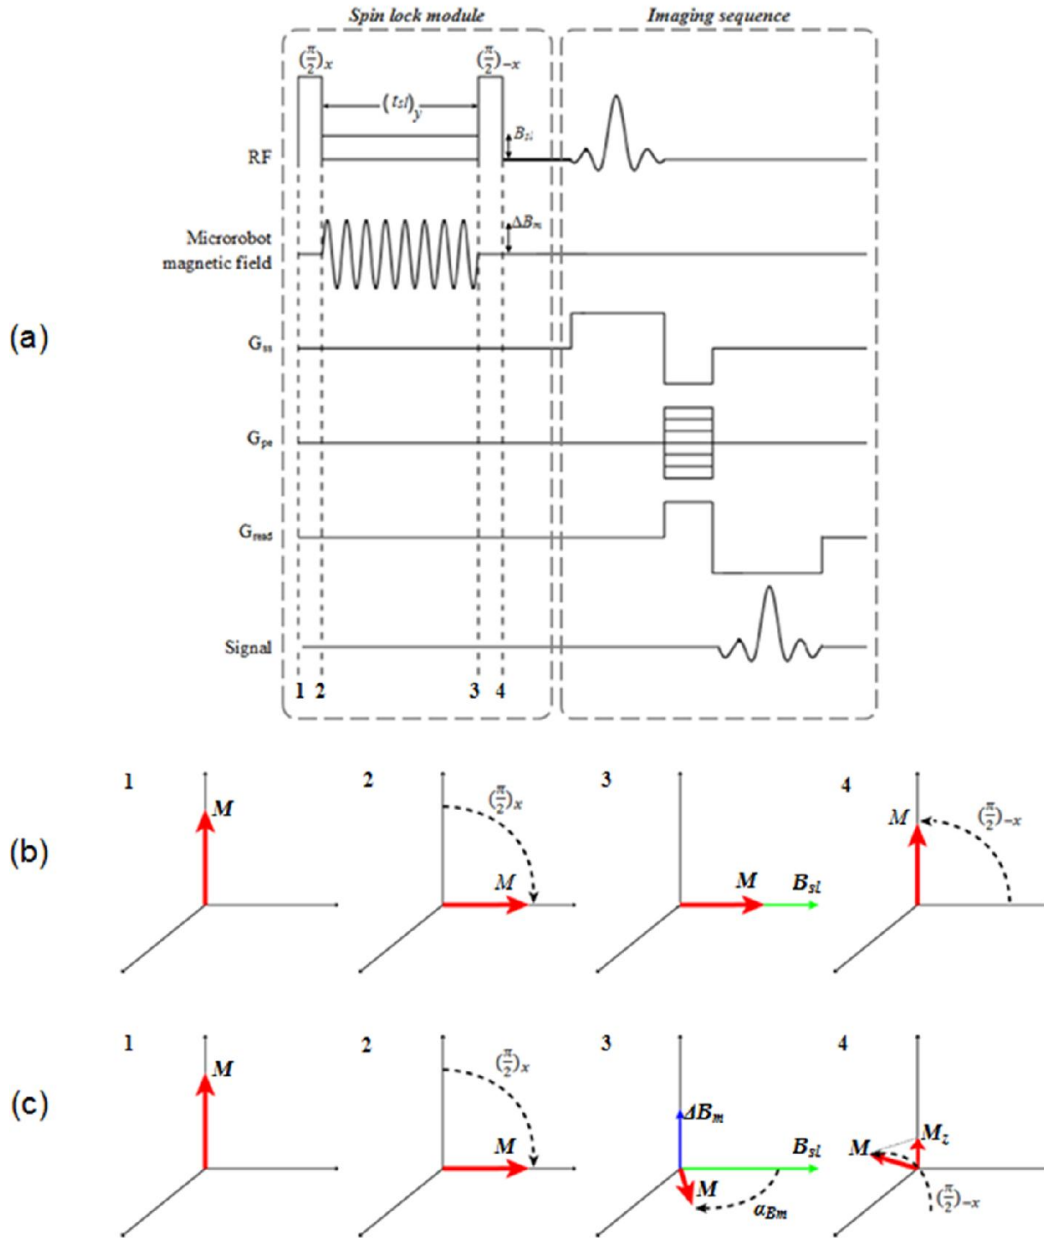 Spin lock module Imaging sequence
(π/2)x (π/2)−x
(tsl)y
Bsl
RF
ΔBm
Microrobot
magnetic field
(a)
Gss
Gpe
Gread
Signal
1 2 3 4
1 2 3 4
(π/2)x (π/2)−x
M M
(b)
M M Bsl
1 2 3 4
(π/2)x
M ΔBm
(c)
M Bsl M Mz
M αBm (π/2)−x